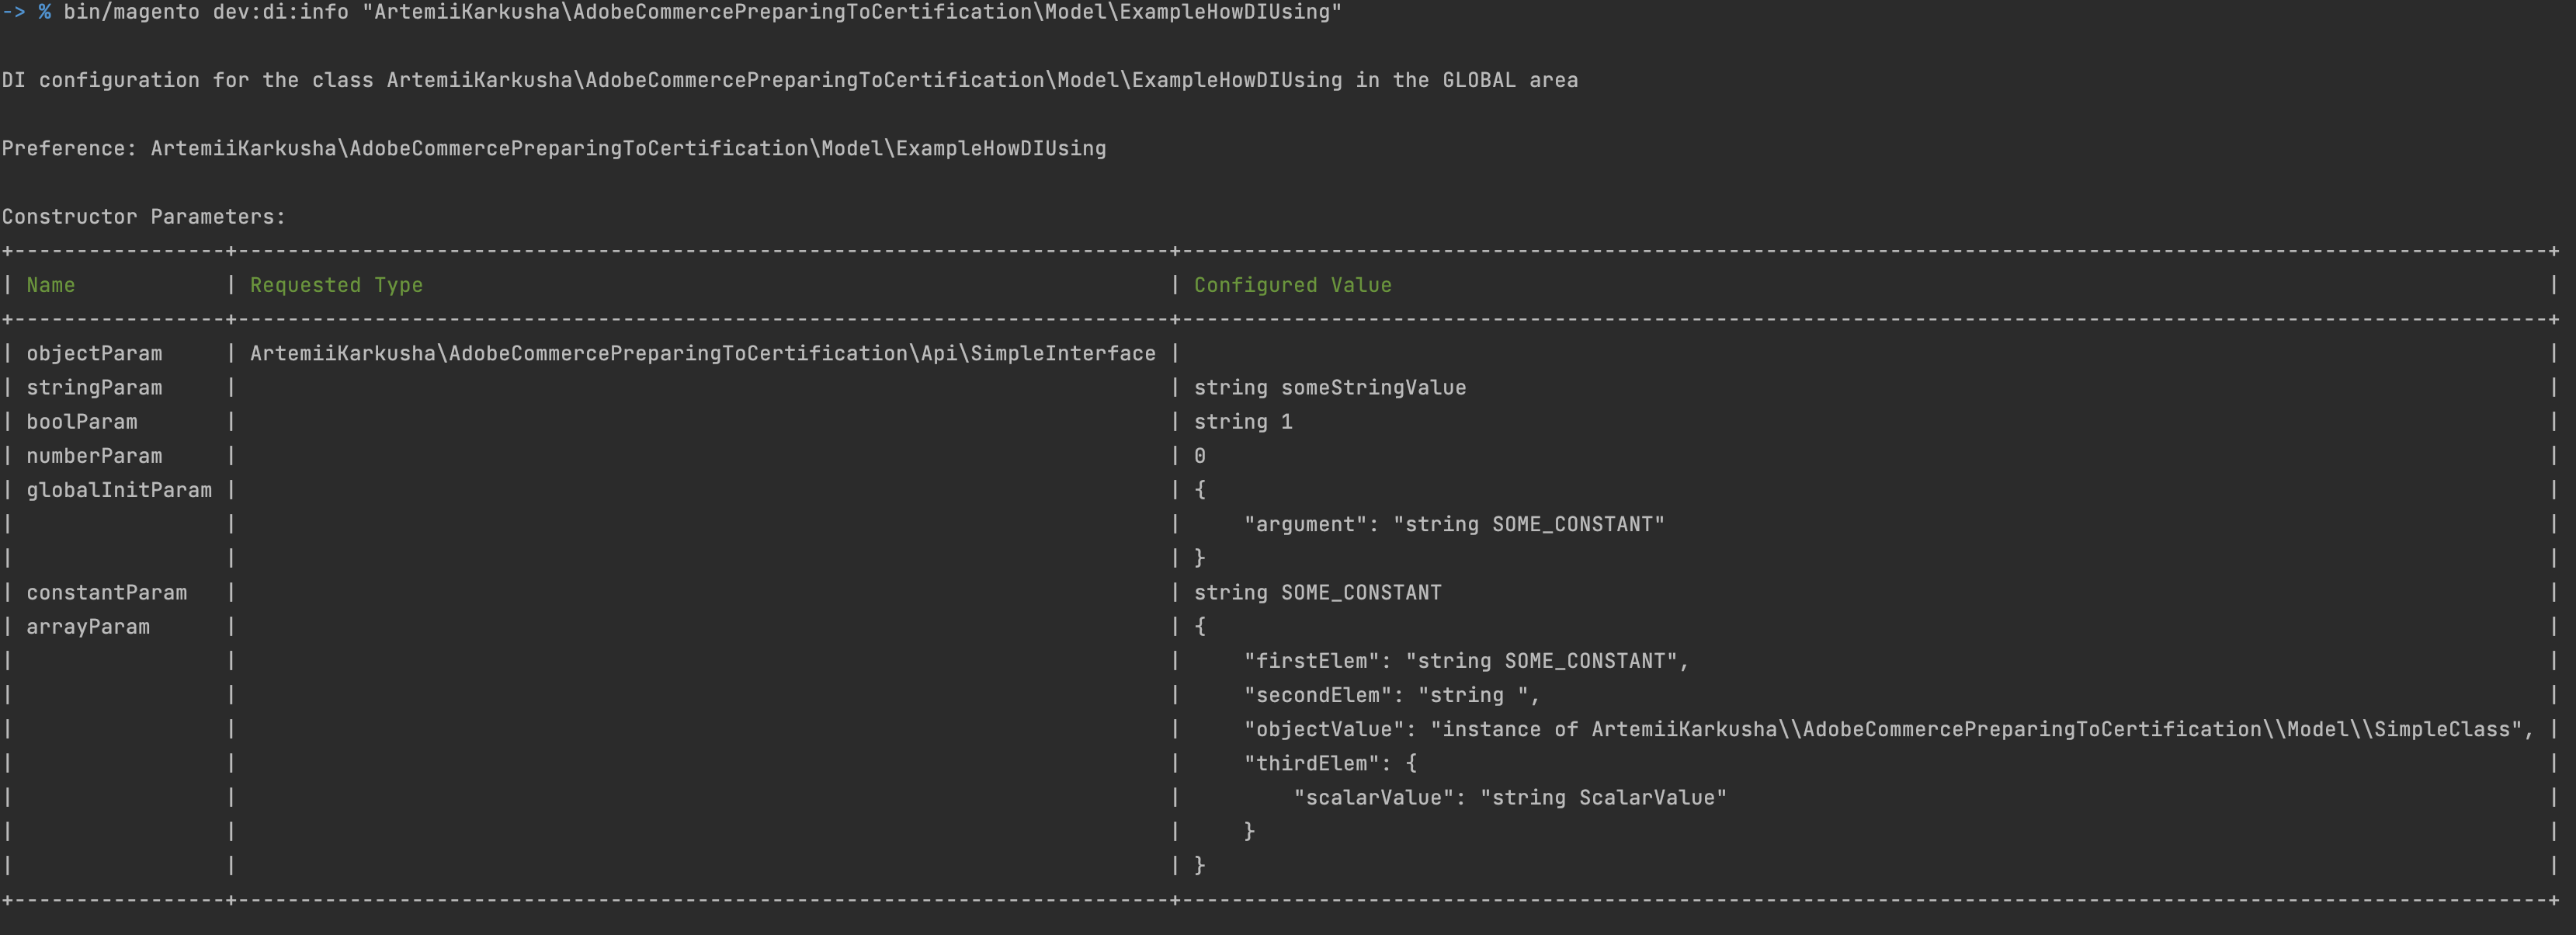 -> % bin/magento dev:di:info "ArtemiiKarkusha\AdobeCommercePreparingToCertification\Model\ExampleHowDIUsing"
DI configuration for the class ArtemiiKarkusha\AdobeCommercePreparingToCertification\Model\ExampleHowDIUsing in the GLOBAL area
Preference: ArtemiiKarkusha\AdobeCommercePreparingToCertification\Model\ExampleHowDIUsing
Constructor Parameters:
+-----------------+---------------------------------------------------------------------------+--------------------------------------------------------------------------------------------------------------+
| Name            | Requested Type                                                            | Configured Value                                                                                             |
+-----------------+---------------------------------------------------------------------------+--------------------------------------------------------------------------------------------------------------+
| objectParam     | ArtemiiKarkusha\AdobeCommercePreparingToCertification\Api\SimpleInterface |                                                                                                              |
| stringParam     |                                                                           | string someStringValue                                                                                       |
| boolParam       |                                                                           | string 1                                                                                                     |
| numberParam     |                                                                           | 0                                                                                                            |
| globalInitParam |                                                                           | {                                                                                                            |
|                 |                                                                           |     "argument": "string SOME_CONSTANT"                                                                       |
|                 |                                                                           | }                                                                                                            |
| constantParam   |                                                                           | string SOME_CONSTANT                                                                                         |
| arrayParam      |                                                                           | {                                                                                                            |
|                 |                                                                           |     "firstElem": "string SOME_CONSTANT",                                                                     |
|                 |                                                                           |     "secondElem": "string ",                                                                                 |
|                 |                                                                           |     "objectValue": "instance of ArtemiiKarkusha\\AdobeCommercePreparingToCertification\\Model\\SimpleClass", |
|                 |                                                                           |     "thirdElem": {                                                                                           |
|                 |                                                                           |         "scalarValue": "string ScalarValue"                                                                  |
|                 |                                                                           |     }                                                                                                        |
|                 |                                                                           | }                                                                                                            |
+-----------------+---------------------------------------------------------------------------+--------------------------------------------------------------------------------------------------------------+